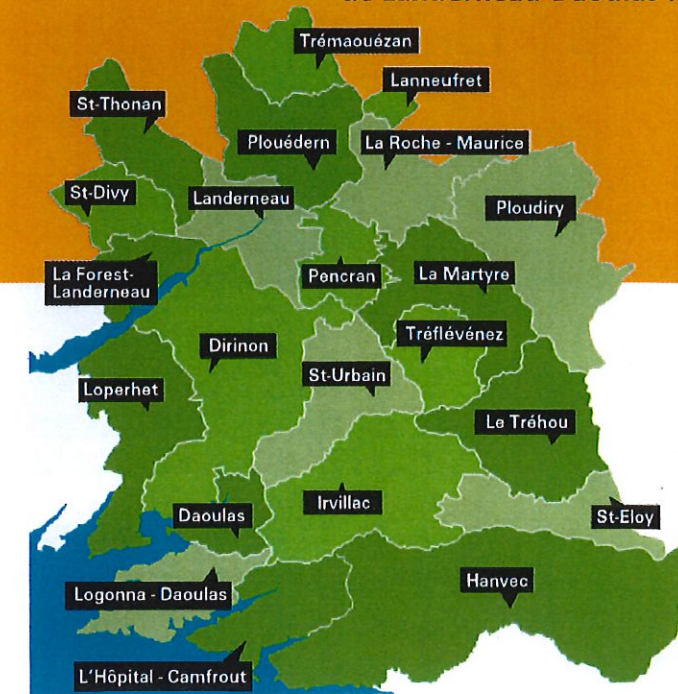 Trémaouézan
Lanneufret
St-Thonan
Plouédern
La Roche - Maurice
St-Divy
Landerneau
Ploudiry
La Forest-
Landerneau
Pencran
La Martyre
Dirinon
Tréflévénez
St-Urbain
Loperhet
Le Tréhou
Daoulas
Irvillac
St-Eloy
Logonna - Daoulas
Hanvec
L'Hôpital - Camfrout